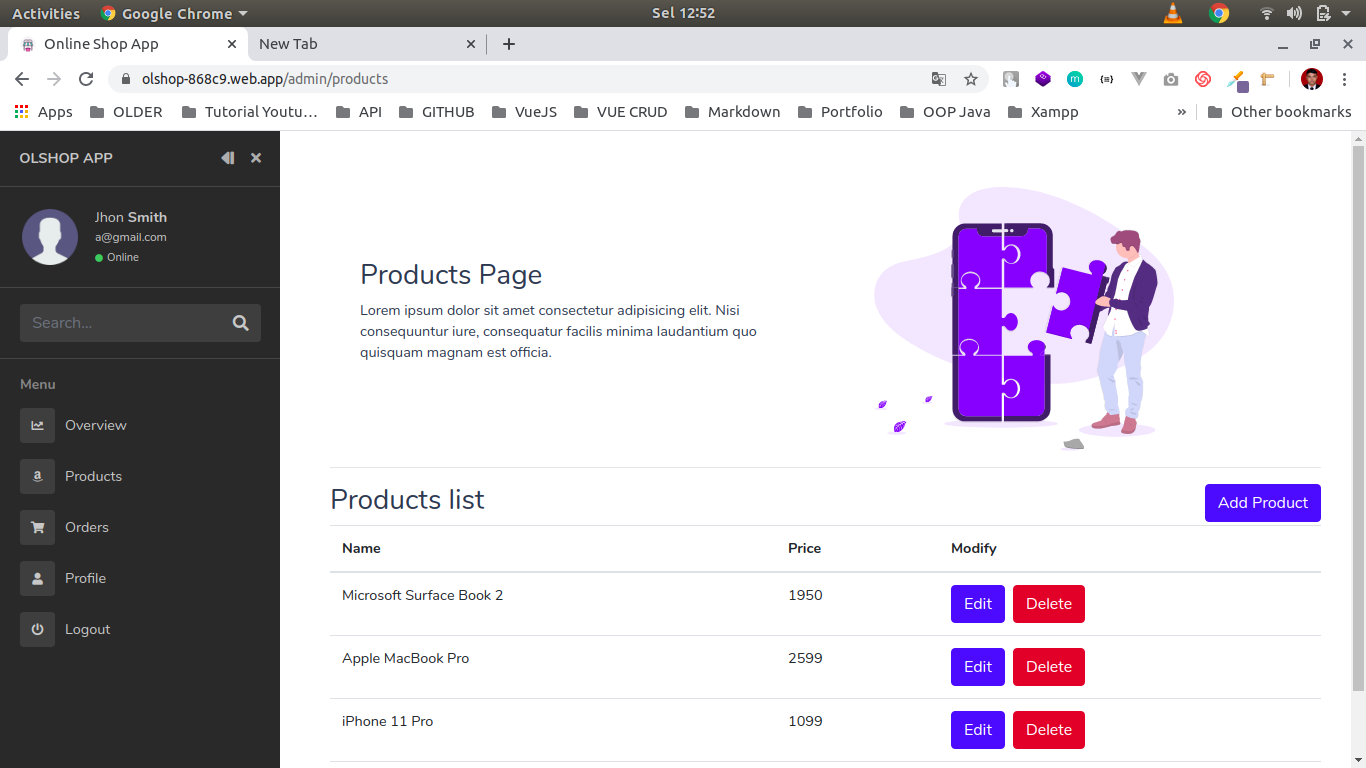 Activities Google Chrome Sel 12:52
Online Shop App New Tab
olshop-868c9.web.app/admin/products
Apps OLDER Tutorial Youtu… API GITHUB VueJS VUE CRUD Markdown Portfolio OOP Java Xampp » Other bookmarks
OLSHOP APP
Jhon Smith
a@gmail.com
Online
Search...
Menu
Overview
Products
Orders
Profile
Logout
Products Page
Lorem ipsum dolor sit amet consectetur adipisicing elit. Nisi
consequuntur iure, consequatur facilis minima laudantium quo
quisquam magnam est officia.
Products list Add Product
Name Price Modify
Microsoft Surface Book 2 1950 Edit Delete
Apple MacBook Pro 2599 Edit Delete
iPhone 11 Pro 1099 Edit Delete